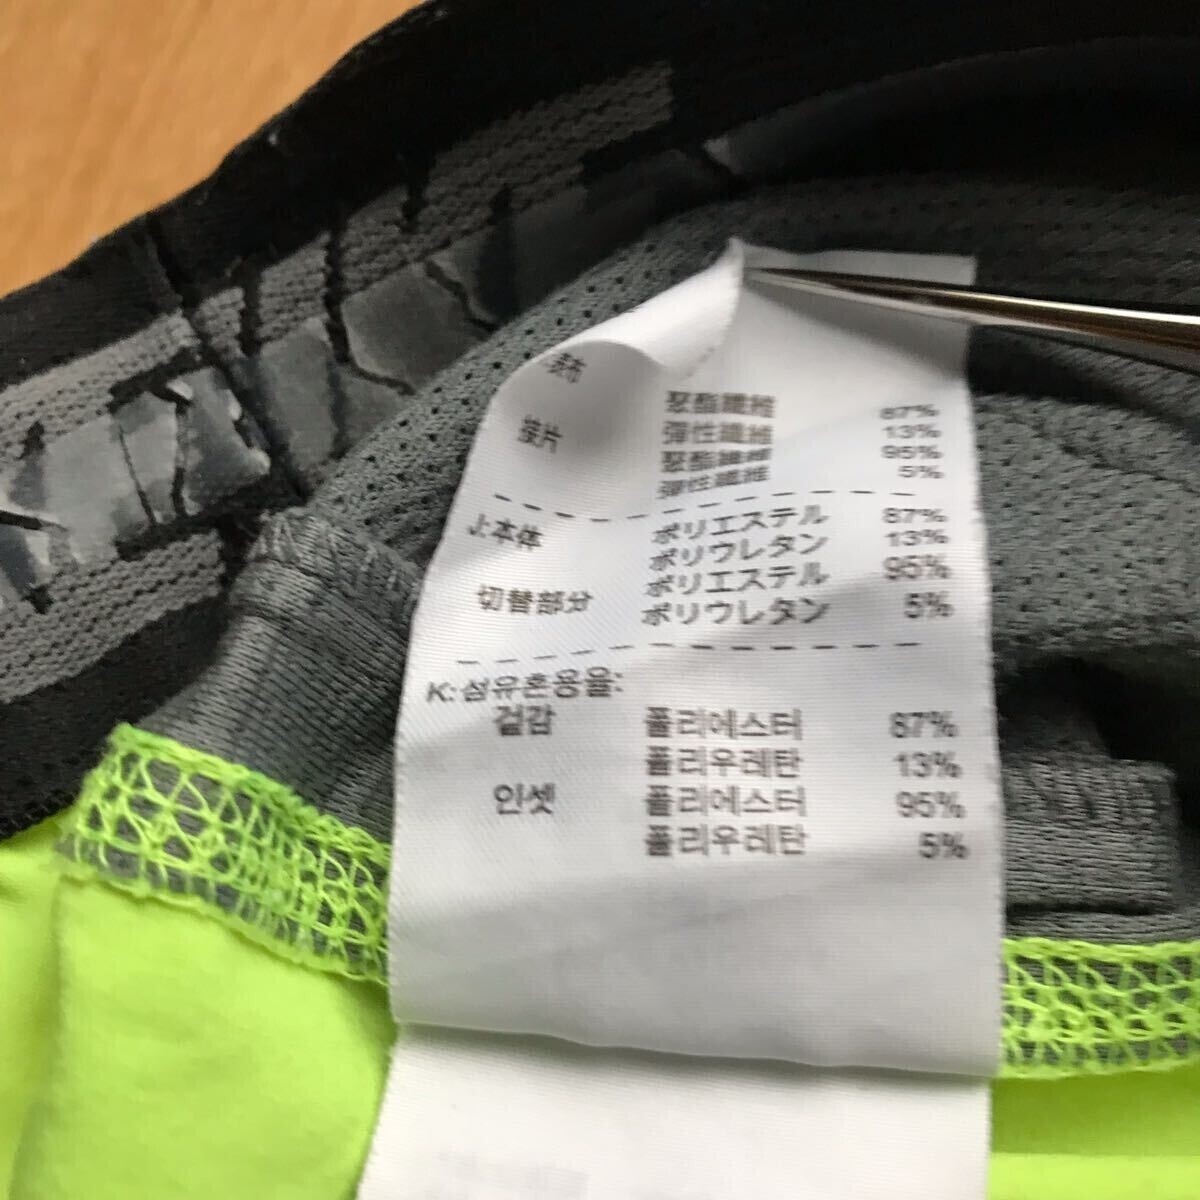 表布 聚酯纖維 87%
彈性纖維 13%
接片 聚酯纖維 95%
彈性纖維 5%
J:本体 ポリエステル 87%
ポリウレタン 13%
切替部分 ポリエステル 95%
ポリウレタン 5%
K:섬유혼용율:
겉감 폴리에스터 87%
폴리우레탄 13%
인셋 폴리에스터 95%
폴리우레탄 5%